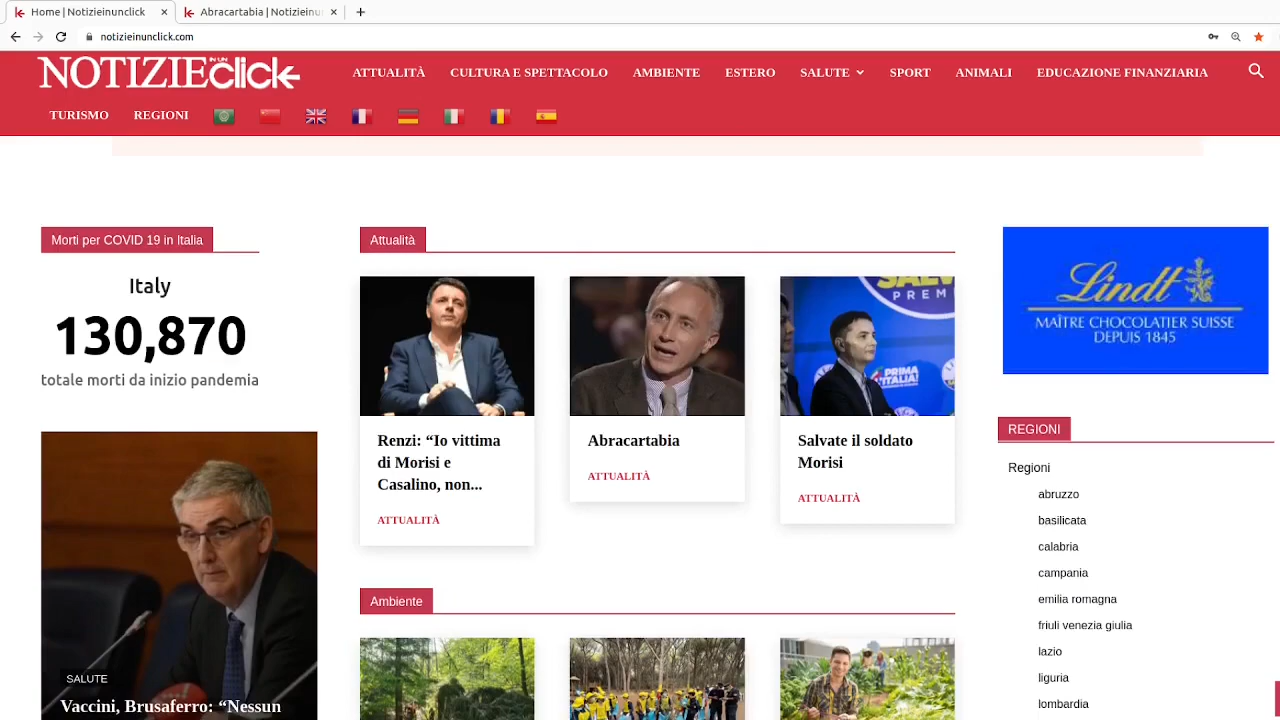 Home | Notizieinunclick
Abracartabia | Notizieinu
notizieinunclick.com
NOTIZIE IN UN click
ATTUALITÀ CULTURA E SPETTACOLO AMBIENTE ESTERO SALUTE SPORT ANIMALI EDUCAZIONE FINANZIARIA
TURISMO REGIONI
Morti per COVID 19 in Italia
Italy
130,870
totale morti da inizio pandemia
SALUTE
Vaccini, Brusaferro: “Nessun
Attualità
SALV
PREMI
PRIMA
L'ITALIA!
Renzi: “Io vittima
di Morisi e
Casalino, non...
ATTUALITÀ
Abracartabia
ATTUALITÀ
Salvate il soldato
Morisi
ATTUALITÀ
Ambiente
Lindt
MAÎTRE CHOCOLATIER SUISSE
DEPUIS 1845
REGIONI
Regioni
abruzzo
basilicata
calabria
campania
emilia romagna
friuli venezia giulia
lazio
liguria
lombardia